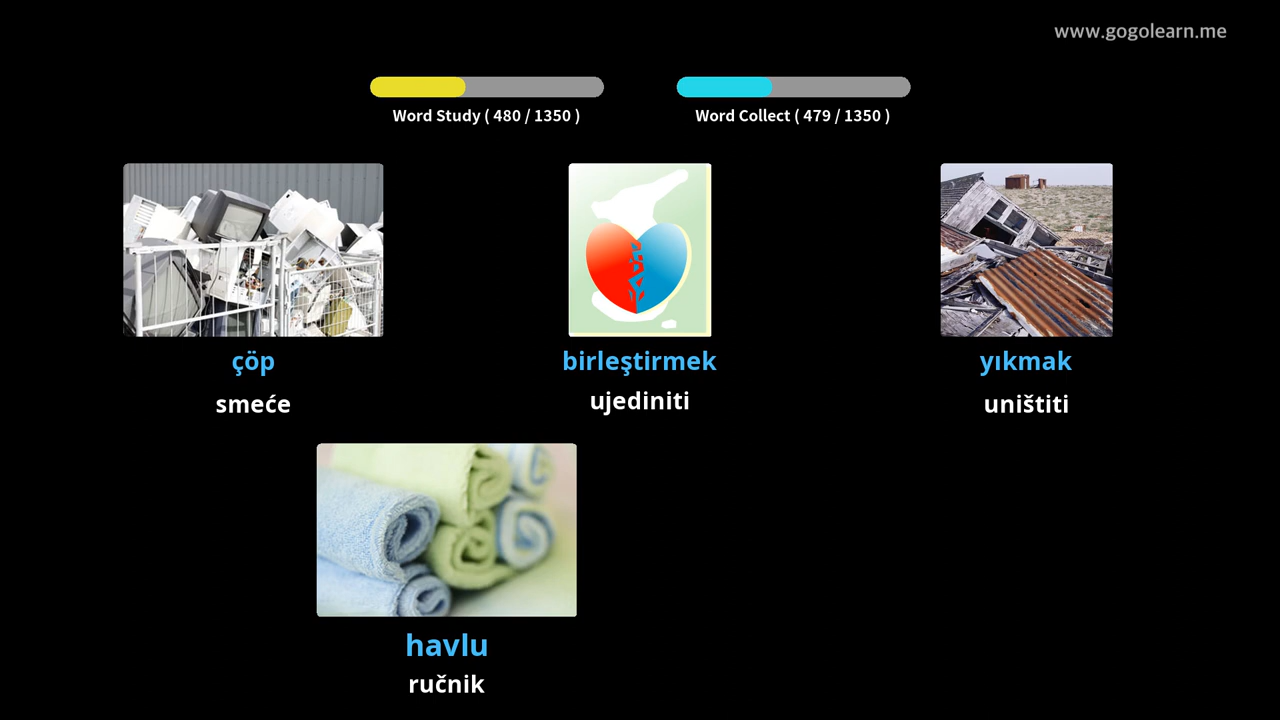 www.gogolearn.me
Word Study ( 480 / 1350 )
Word Collect ( 479 / 1350 )
çöp
birleştirmek
yıkmak
smeće
ujediniti
uništiti
havlu
ručnik